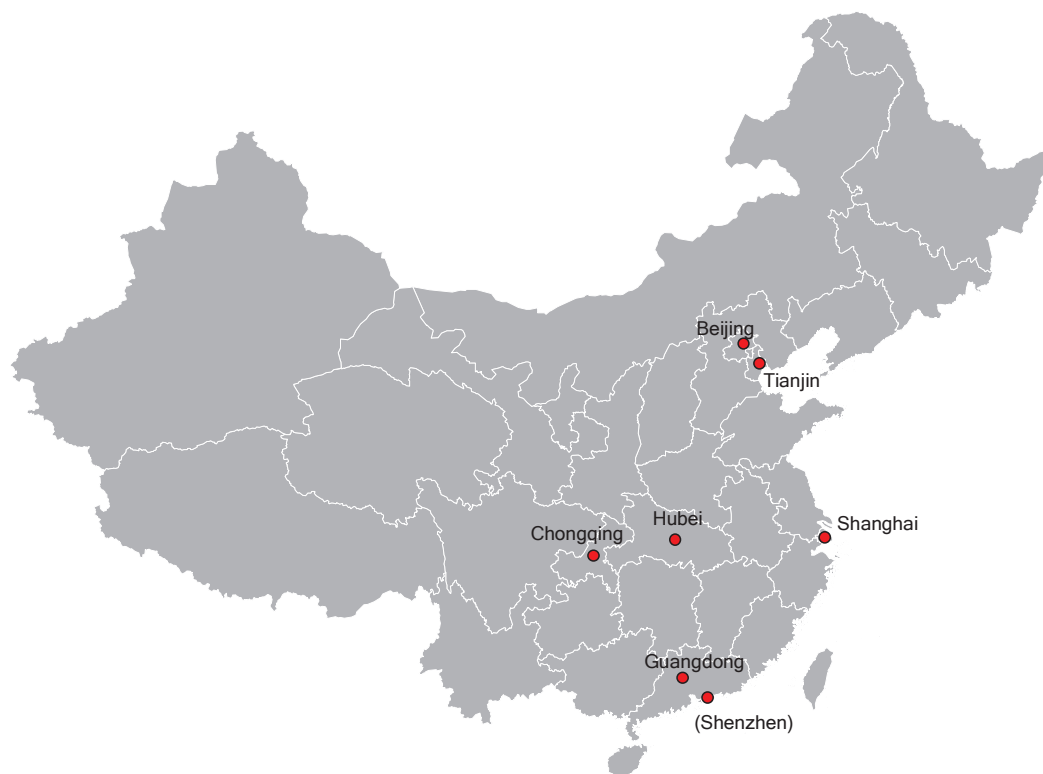 Beijing
Tianjin
Hubei
Shanghai
Chongqing
Guangdong
(Shenzhen)